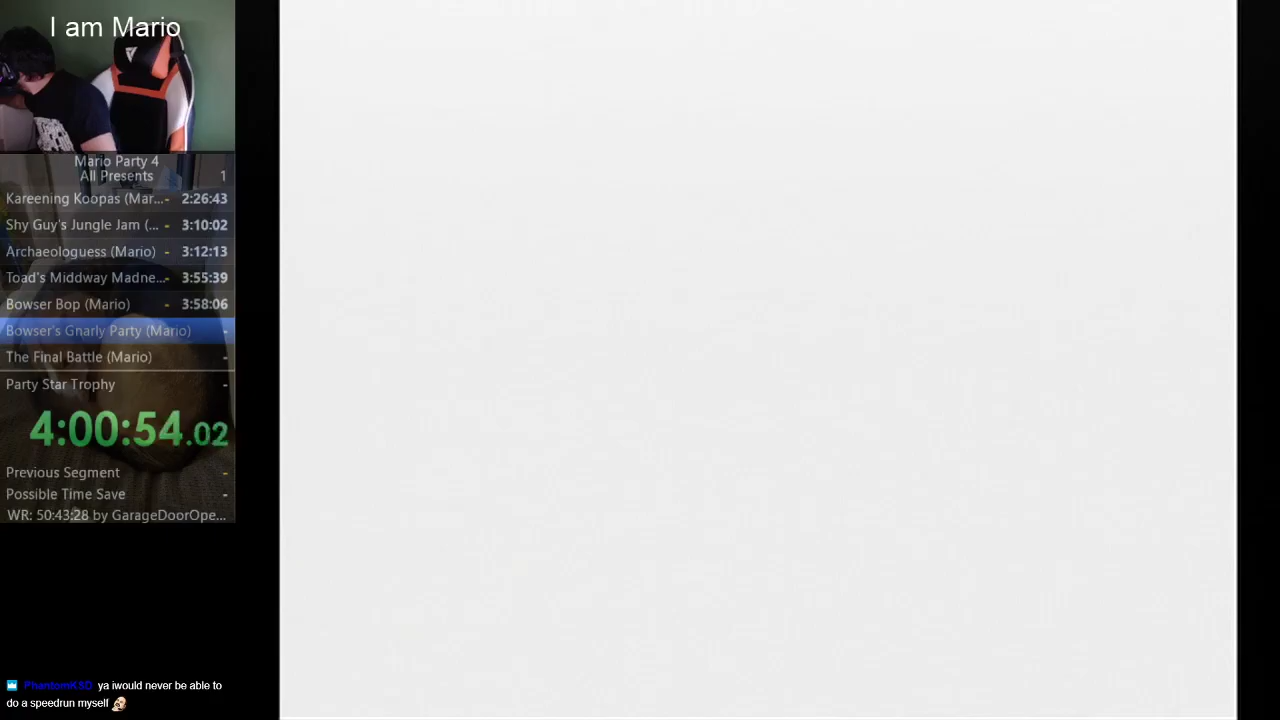 I am Mario
Mario Party 4
All Presents 1
Kareening Koopas (Mar... - 2:26:43
Shy Guy's Jungle Jam (... - 3:10:02
Archaeologuess (Mario) - 3:12:13
Toad's Middway Madne... - 3:55:39
Bowser Bop (Mario) - 3:58:06
Bowser's Gnarly Party (Mario) -
The Final Battle (Mario) -
Party Star Trophy -
4:00:54.02
Previous Segment -
Possible Time Save -
WR: 50:43:28 by GarageDoorOpe...
PhantomKSD ya iwould never be able to
do a speedrun myself